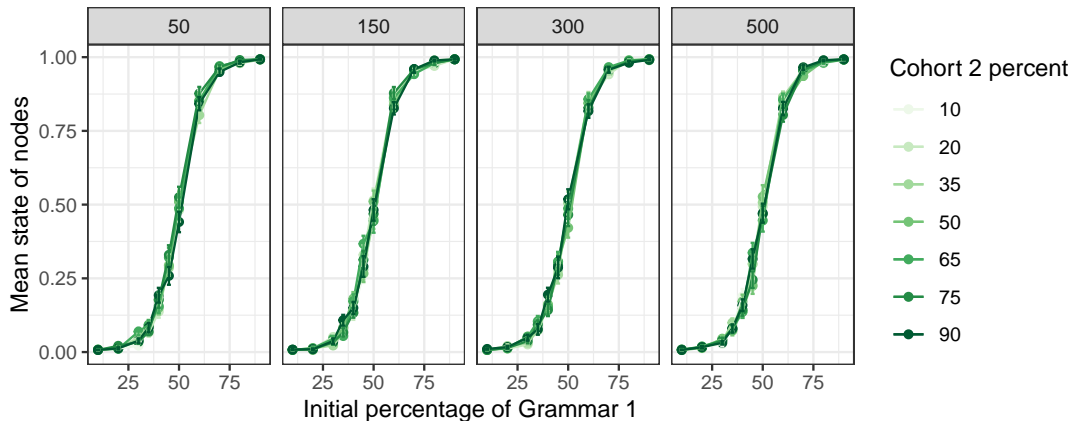 50 150 300 500
Mean state of nodes
1.00
0.75
0.50
0.25
0.00
25 50 75 25 50 75 25 50 75 25 50 75
Initial percentage of Grammar 1
Cohort 2 percent
10
20
35
50
65
75
90